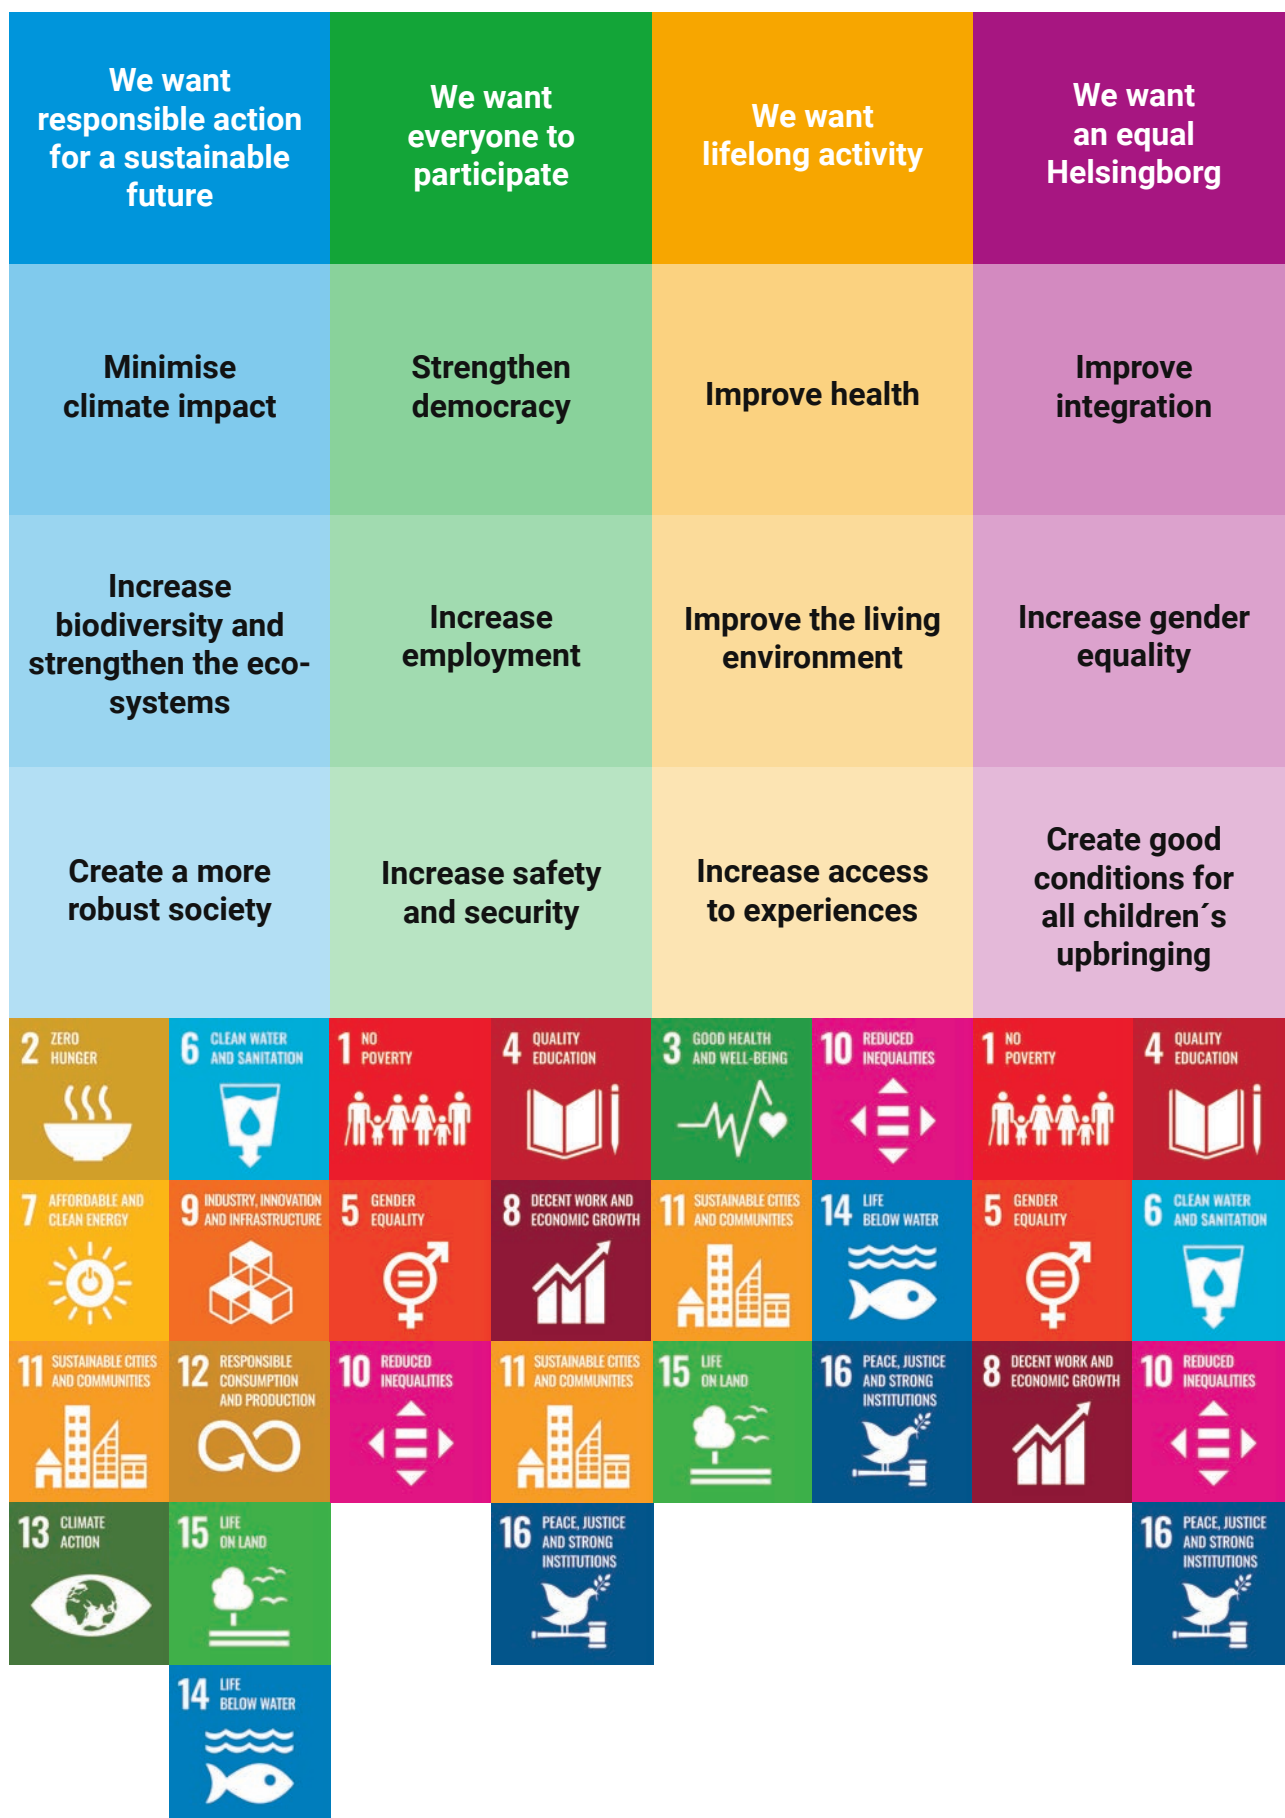 We want
responsible action
for a sustainable
future
We want
everyone to
participate
We want
lifelong activity
We want
an equal
Helsingborg
Minimise
climate impact
Strengthen
democracy
Improve health
Improve
integration
Increase
biodiversity and
strengthen the eco-
systems
Increase
employment
Improve the living
environment
Increase gender
equality
Create a more
robust society
Increase safety
and security
Increase access
to experiences
Create good
conditions for
all children´s
upbringing
2 ZERO
HUNGER
6 CLEAN WATER
AND SANITATION
1 NO
POVERTY
4 QUALITY
EDUCATION
3 GOOD HEALTH
AND WELL-BEING
10 REDUCED
INEQUALITIES
1 NO
POVERTY
4 QUALITY
EDUCATION
7 AFFORDABLE AND
CLEAN ENERGY
9 INDUSTRY, INNOVATION
AND INFRASTRUCTURE
5 GENDER
EQUALITY
8 DECENT WORK AND
ECONOMIC GROWTH
11 SUSTAINABLE CITIES
AND COMMUNITIES
14 LIFE
BELOW WATER
5 GENDER
EQUALITY
6 CLEAN WATER
AND SANITATION
11 SUSTAINABLE CITIES
AND COMMUNITIES
12 RESPONSIBLE
CONSUMPTION
AND PRODUCTION
10 REDUCED
INEQUALITIES
11 SUSTAINABLE CITIES
AND COMMUNITIES
15 LIFE
ON LAND
16 PEACE, JUSTICE
AND STRONG
INSTITUTIONS
8 DECENT WORK AND
ECONOMIC GROWTH
10 REDUCED
INEQUALITIES
13 CLIMATE
ACTION
15 LIFE
ON LAND
16 PEACE, JUSTICE
AND STRONG
INSTITUTIONS
16 PEACE, JUSTICE
AND STRONG
INSTITUTIONS
14 LIFE
BELOW WATER